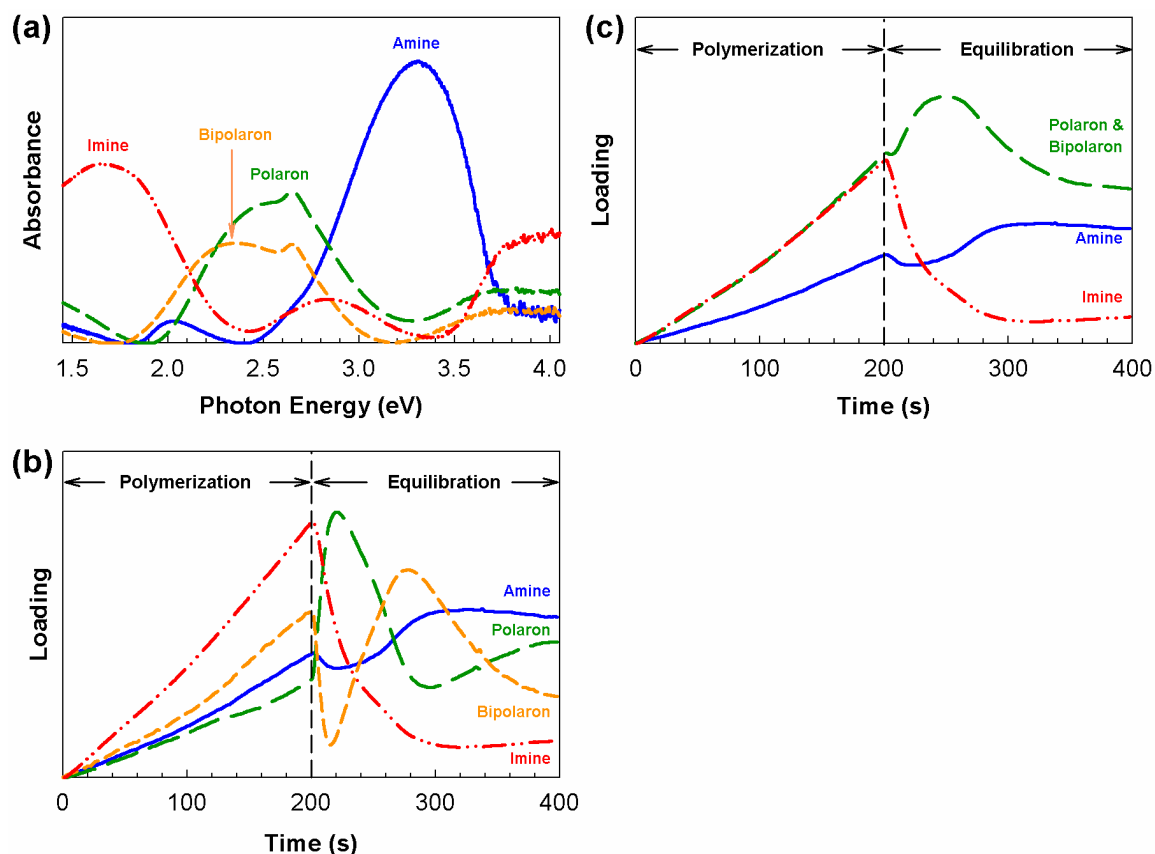 (a)
Absorbance
Amine
Imine
Bipolaron
Polaron
1.5 2.0 2.5 3.0 3.5 4.0
Photon Energy (eV)
(c)
Loading
Polymerization Equilibration
Polaron &
Bipolaron
Amine
Imine
0 100 200 300 400
Time (s)
(b)
Loading
Polymerization Equilibration
Amine
Polaron
Bipolaron
Imine
0 100 200 300 400
Time (s)